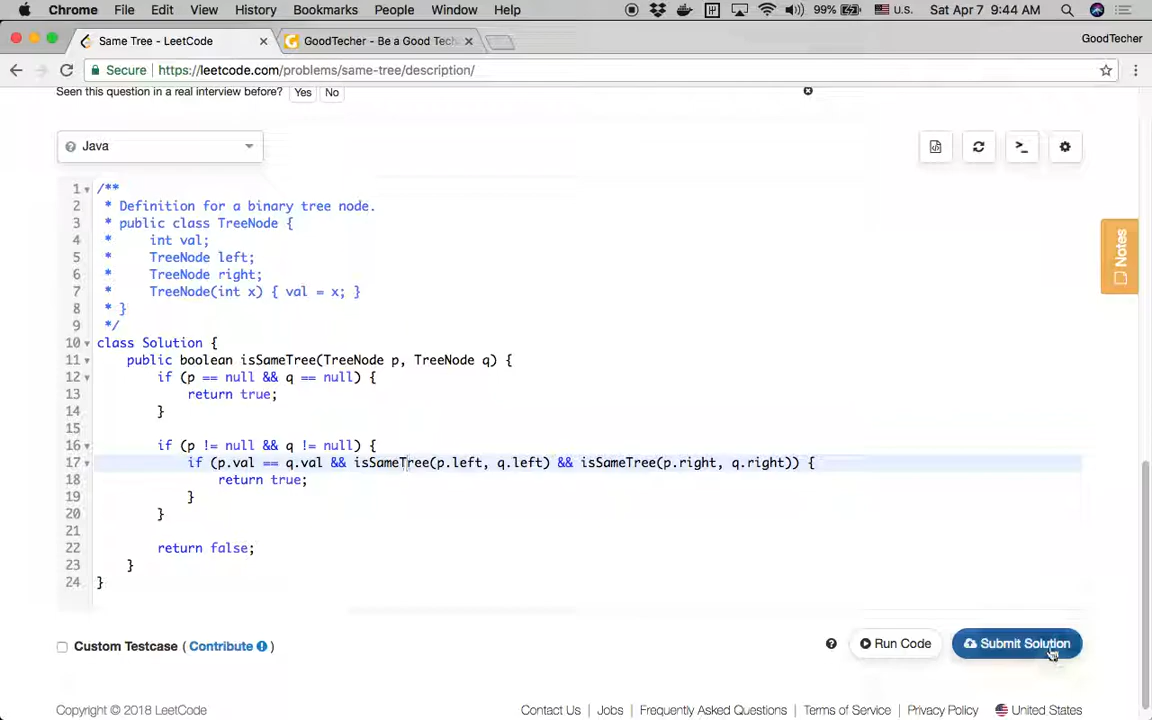 Chrome File Edit View History Bookmarks People Window Help 99% U.S. Sat Apr 7 9:44 AM
Same Tree - LeetCode GoodTecher - Be a Good Tech GoodTecher
Secure https://leetcode.com/problems/same-tree/description/
Seen this question in a real interview before? Yes No
Java
Notes
1 /**
2 * Definition for a binary tree node.
3 * public class TreeNode {
4 *     int val;
5 *     TreeNode left;
6 *     TreeNode right;
7 *     TreeNode(int x) { val = x; }
8 * }
9 */
10 class Solution {
11     public boolean isSameTree(TreeNode p, TreeNode q) {
12         if (p == null && q == null) {
13             return true;
14         }
15
16         if (p != null && q != null) {
17             if (p.val == q.val && isSameTree(p.left, q.left) && isSameTree(p.right, q.right)) {
18                 return true;
19             }
20         }
21
22         return false;
23     }
24 }
Custom Testcase ( Contribute ) Run Code Submit Solution
Copyright © 2018 LeetCode Contact Us | Jobs | Frequently Asked Questions | Terms of Service | Privacy Policy | United States